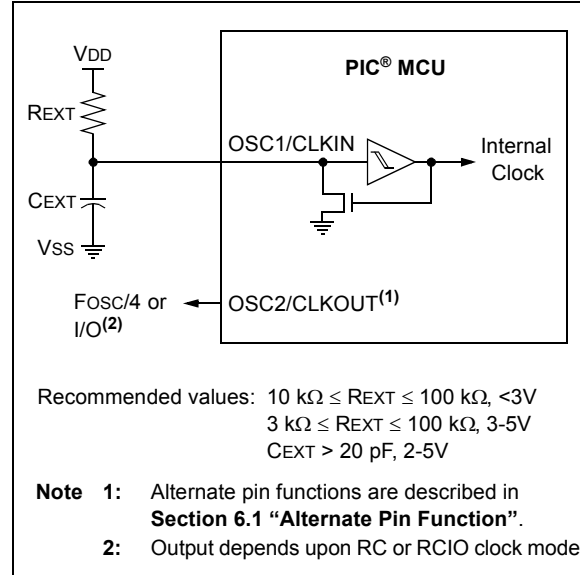 VDD
PIC® MCU
REXT
OSC1/CLKIN
Internal
Clock
CEXT
VSS
FOSC/4 or
I/O(2)
OSC2/CLKOUT(1)
Recommended values: 10 kΩ ≤ REXT ≤ 100 kΩ, <3V
3 kΩ ≤ REXT ≤ 100 kΩ, 3-5V
CEXT > 20 pF, 2-5V
Note 1: Alternate pin functions are described in
Section 6.1 “Alternate Pin Function”.
2: Output depends upon RC or RCIO clock mode